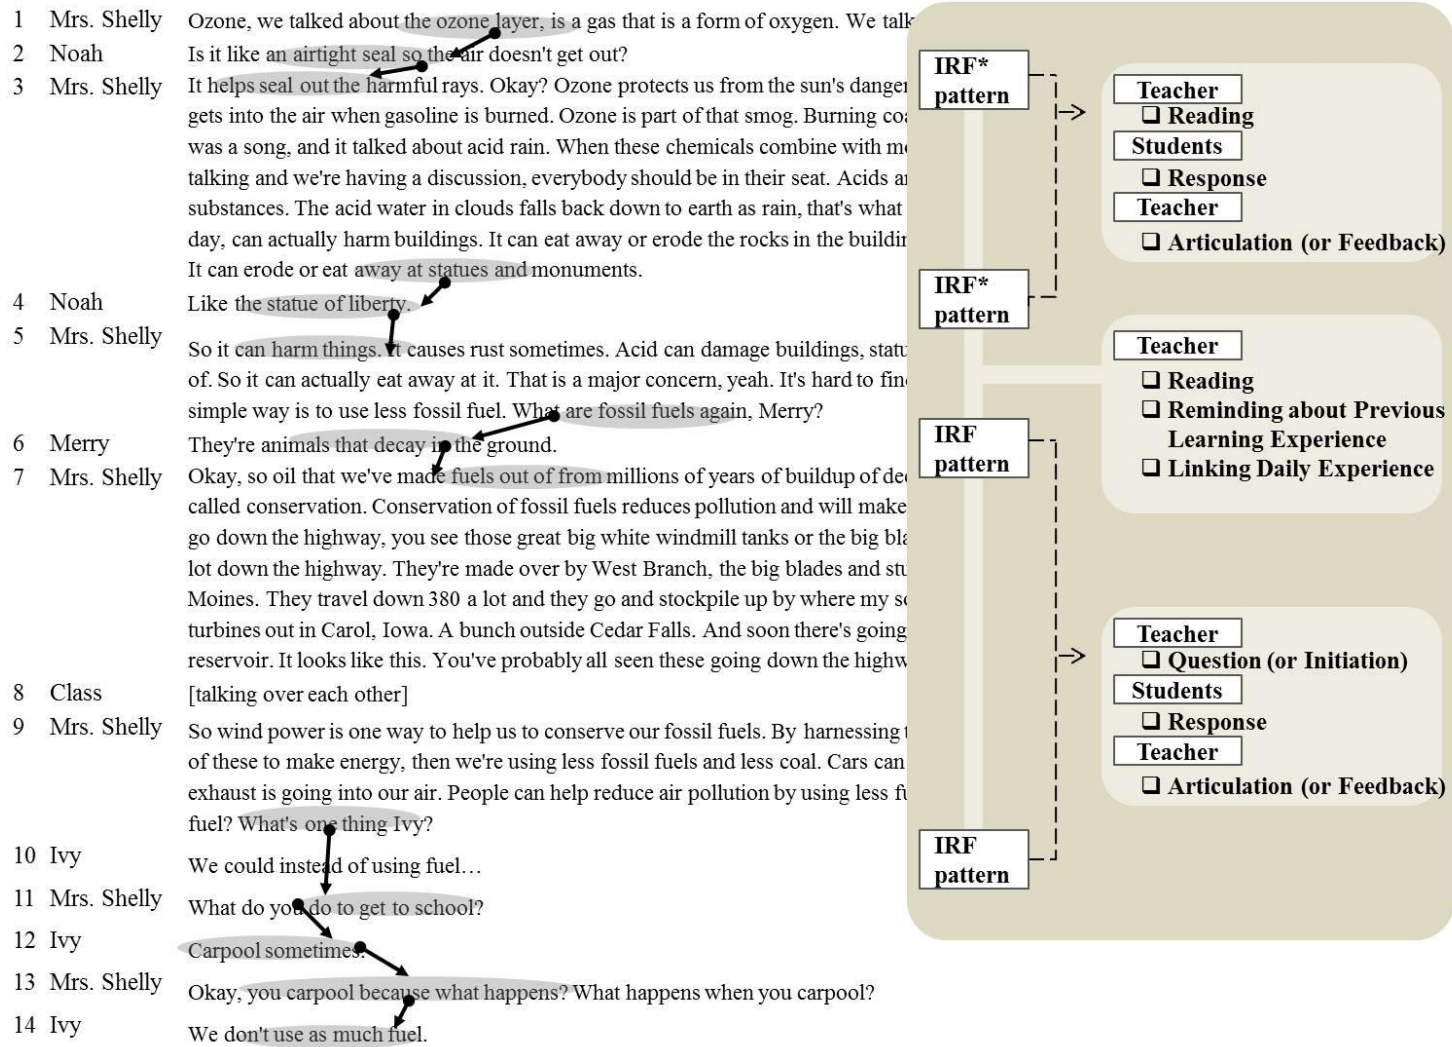 1 Mrs. Shelly Ozone, we talked about the ozone layer, is a gas that is a form of oxygen. We talk
2 Noah Is it like an airtight seal so the air doesn't get out?
3 Mrs. Shelly It helps seal out the harmful rays. Okay? Ozone protects us from the sun's danger
gets into the air when gasoline is burned. Ozone is part of that smog. Burning coa
was a song, and it talked about acid rain. When these chemicals combine with mo
talking and we're having a discussion, everybody should be in their seat. Acids ar
substances. The acid water in clouds falls back down to earth as rain, that's what
day, can actually harm buildings. It can eat away or erode the rocks in the buildin
It can erode or eat away at statues and monuments.
4 Noah Like the statue of liberty.
5 Mrs. Shelly So it can harm things. It causes rust sometimes. Acid can damage buildings, statu
of. So it can actually eat away at it. That is a major concern, yeah. It's hard to fin
simple way is to use less fossil fuel. What are fossil fuels again, Merry?
6 Merry They're animals that decay in the ground.
7 Mrs. Shelly Okay, so oil that we've made fuels out of from millions of years of buildup of dec
called conservation. Conservation of fossil fuels reduces pollution and will make
go down the highway, you see those great big white windmill tanks or the big bla
lot down the highway. They're made over by West Branch, the big blades and stu
Moines. They travel down 380 a lot and they go and stockpile up by where my so
turbines out in Carol, Iowa. A bunch outside Cedar Falls. And soon there's going
reservoir. It looks like this. You've probably all seen these going down the highw
8 Class [talking over each other]
9 Mrs. Shelly So wind power is one way to help us to conserve our fossil fuels. By harnessing t
of these to make energy, then we're using less fossil fuels and less coal. Cars can
exhaust is going into our air. People can help reduce air pollution by using less fu
fuel? What's one thing Ivy?
10 Ivy We could instead of using fuel…
11 Mrs. Shelly What do you do to get to school?
12 Ivy Carpool sometimes.
13 Mrs. Shelly Okay, you carpool because what happens? What happens when you carpool?
14 Ivy We don't use as much fuel.
IRF*
pattern
IRF*
pattern
IRF
pattern
IRF
pattern
Teacher
❑ Reading
Students
❑ Response
Teacher
❑ Articulation (or Feedback)
Teacher
❑ Reading
❑ Reminding about Previous
Learning Experience
❑ Linking Daily Experience
Teacher
❑ Question (or Initiation)
Students
❑ Response
Teacher
❑ Articulation (or Feedback)